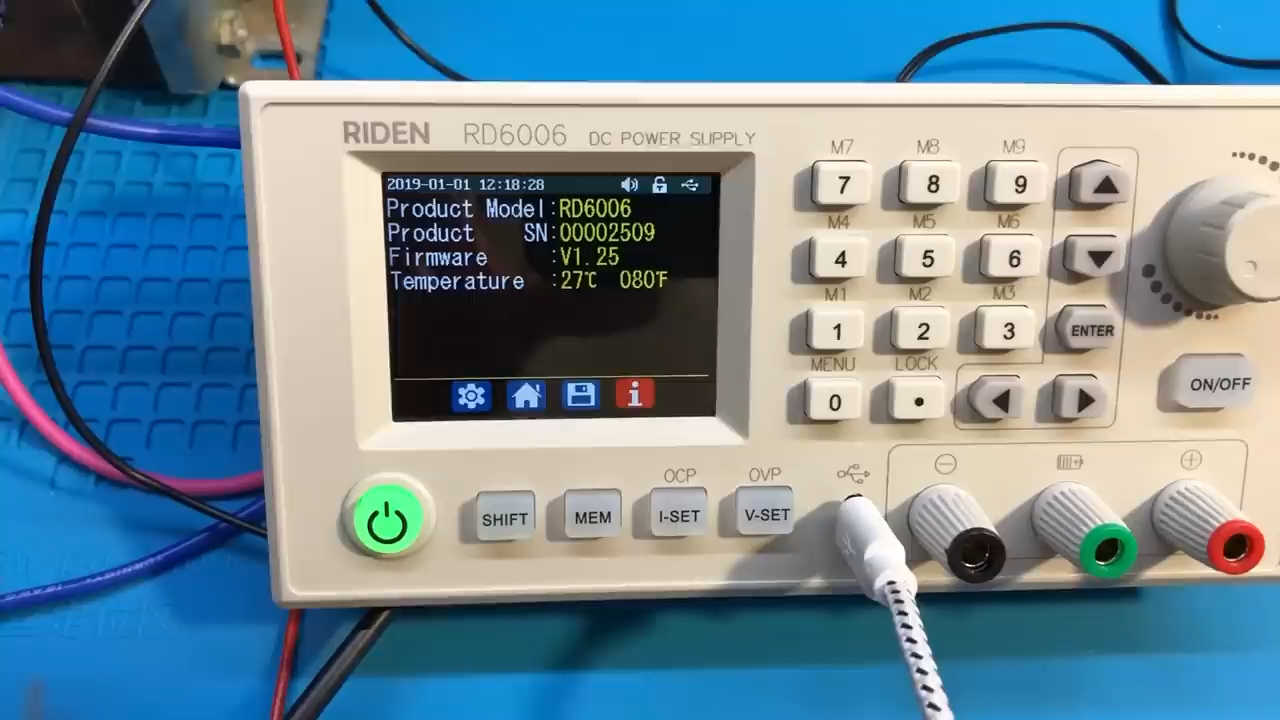 RIDEN RD6006 DC POWER SUPPLY
2019-01-01 12:18:28
Product Model:RD6006
Product SN:00002509
Firmware :V1.25
Temperature :27℃ 080℉
i
M7 M8 M9
7 8 9
M4 M5 M6
4 5 6
M1 M2 M3
1 2 3 ENTER
MENU LOCK
0 . ON/OFF
OCP OVP
SHIFT MEM I-SET V-SET